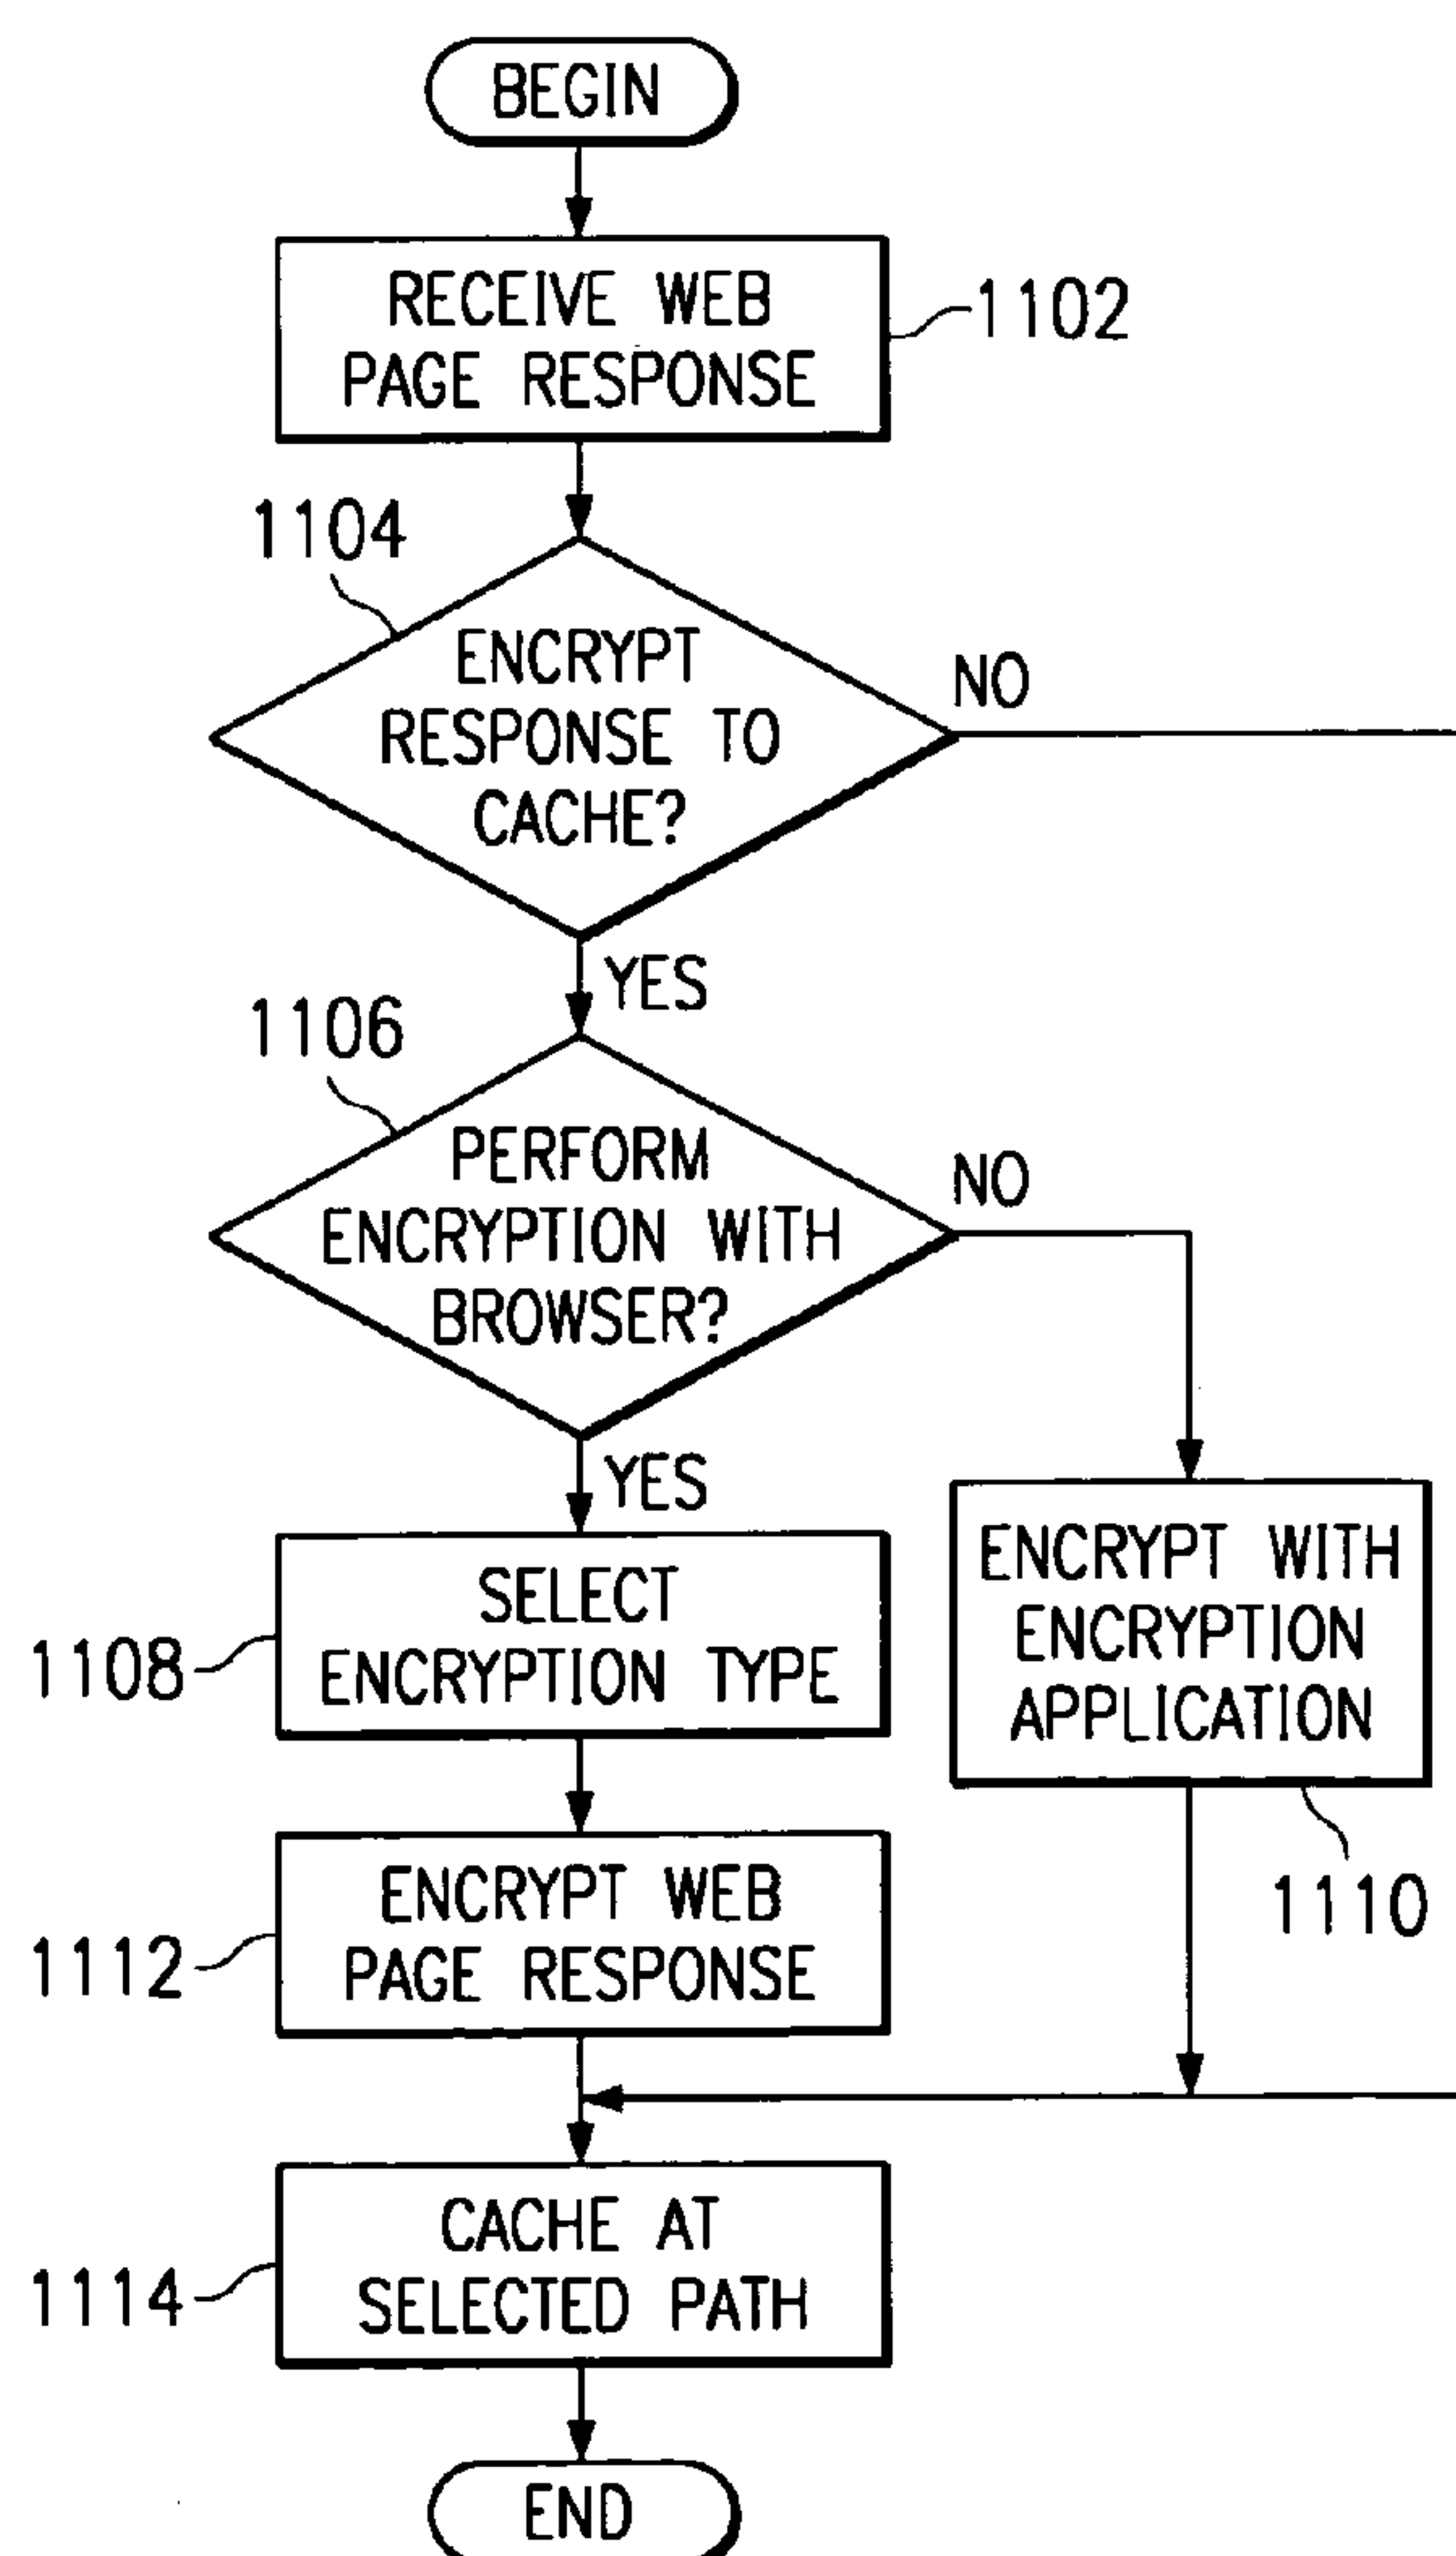 BEGIN
RECEIVE WEB
PAGE RESPONSE
1102
1104
ENCRYPT
RESPONSE TO
CACHE?
NO
YES
1106
PERFORM
ENCRYPTION WITH
BROWSER?
NO
YES
SELECT
ENCRYPTION TYPE
1108
ENCRYPT WITH
ENCRYPTION
APPLICATION
1110
ENCRYPT WEB
PAGE RESPONSE
1112
CACHE AT
SELECTED PATH
1114
END